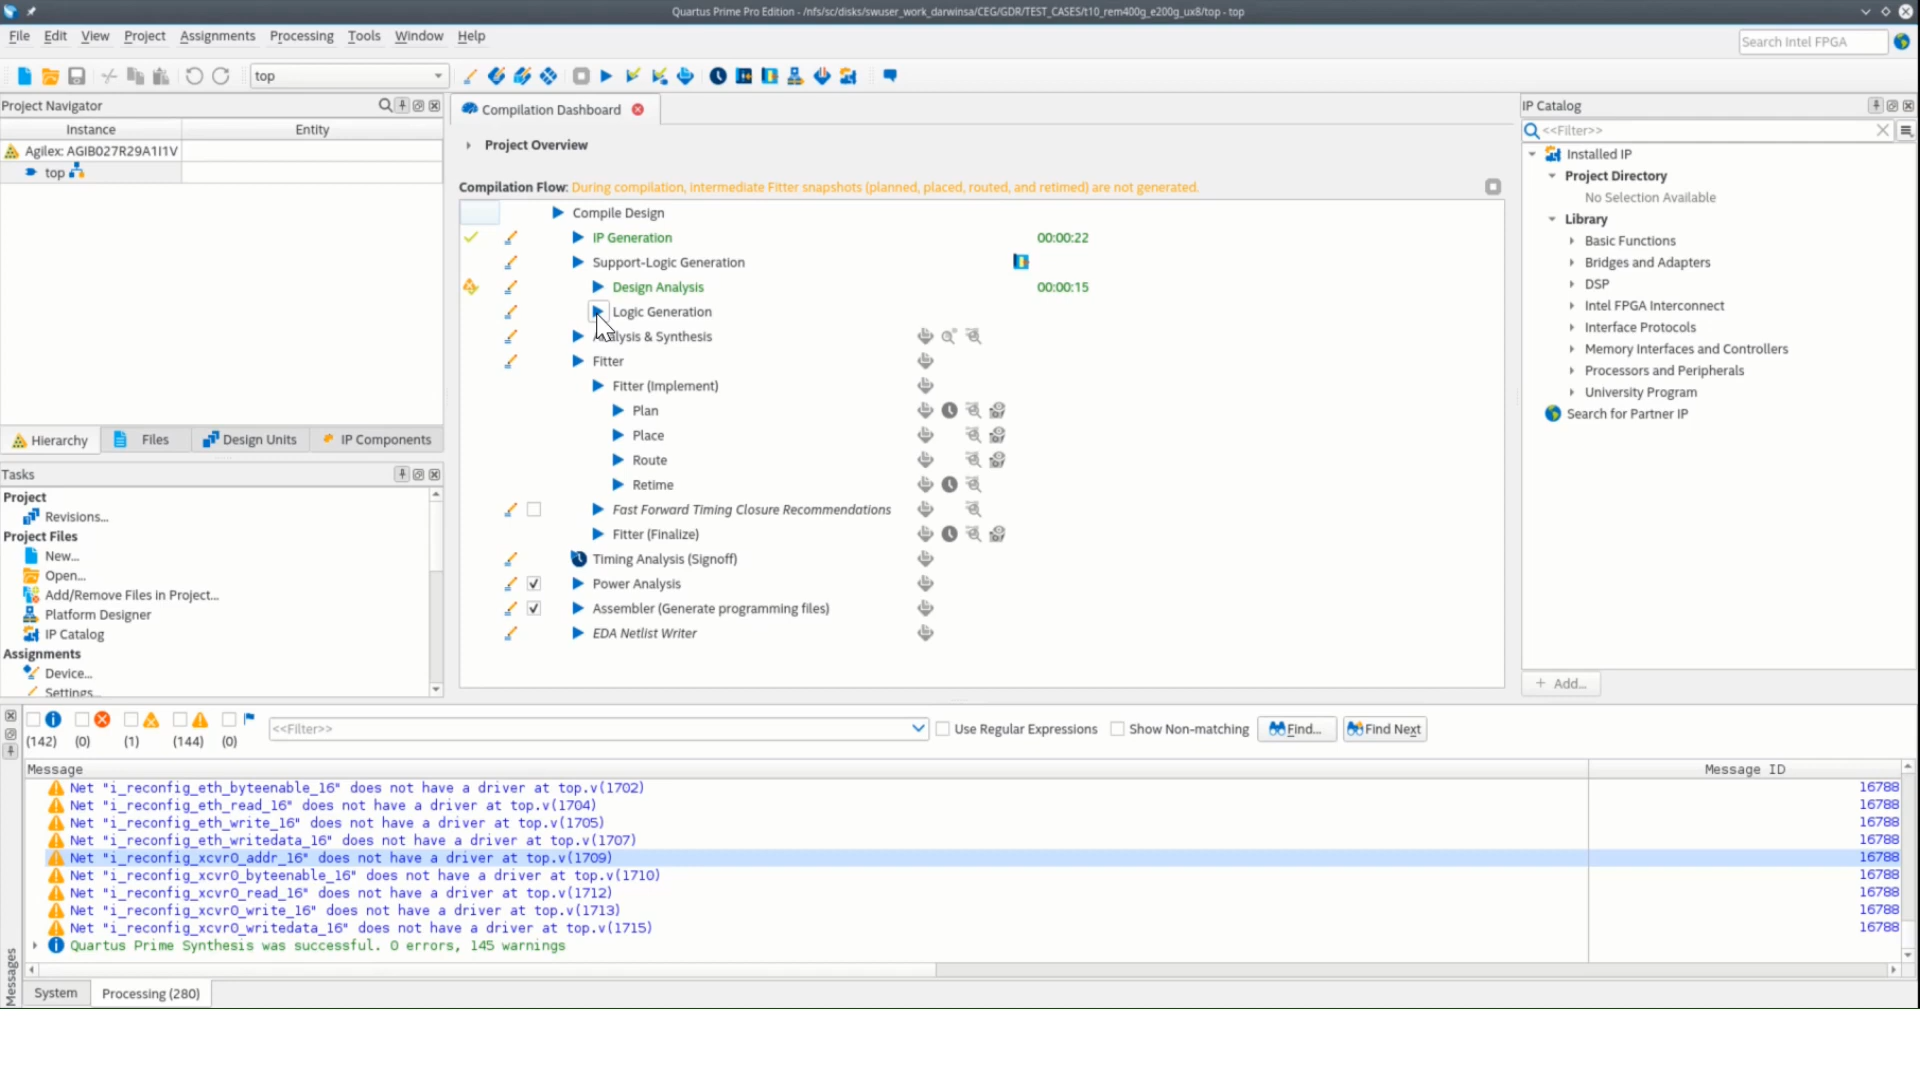 Quartus Prime Pro Edition - /nfs/sc/disks/swuser_work_darwinsa/CEG/GDR/TEST_CASES/t10_rem400g_e200g_ux8/top - top
File Edit View Project Assignments Processing Tools Window Help
Search Intel FPGA
top
Project Navigator
Instance Entity
Agilex: AGIB027R29A1I1V
top
Hierarchy Files Design Units IP Components
Tasks
Project
Revisions...
Project Files
New...
Open...
Add/Remove Files in Project...
Platform Designer
IP Catalog
Assignments
Device...
Settings...
Compilation Dashboard
Project Overview
Compilation Flow: During compilation, intermediate Fitter snapshots (planned, placed, routed, and retimed) are not generated.
Compile Design
IP Generation 00:00:22
Support-Logic Generation
Design Analysis 00:00:15
Logic Generation
lysis & Synthesis
Fitter
Fitter (Implement)
Plan
Place
Route
Retime
Fast Forward Timing Closure Recommendations
Fitter (Finalize)
Timing Analysis (Signoff)
Power Analysis
Assembler (Generate programming files)
EDA Netlist Writer
IP Catalog
<<Filter>>
Installed IP
Project Directory
No Selection Available
Library
Basic Functions
Bridges and Adapters
DSP
Intel FPGA Interconnect
Interface Protocols
Memory Interfaces and Controllers
Processors and Peripherals
University Program
Search for Partner IP
+ Add...
(142) (0) (1) (144) (0)
<<Filter>> Use Regular Expressions Show Non-matching Find... Find Next
Message Message ID
Net "i_reconfig_eth_byteenable_16" does not have a driver at top.v(1702) 16788
Net "i_reconfig_eth_read_16" does not have a driver at top.v(1704) 16788
Net "i_reconfig_eth_write_16" does not have a driver at top.v(1705) 16788
Net "i_reconfig_eth_writedata_16" does not have a driver at top.v(1707) 16788
Net "i_reconfig_xcvr0_addr_16" does not have a driver at top.v(1709) 16788
Net "i_reconfig_xcvr0_byteenable_16" does not have a driver at top.v(1710) 16788
Net "i_reconfig_xcvr0_read_16" does not have a driver at top.v(1712) 16788
Net "i_reconfig_xcvr0_write_16" does not have a driver at top.v(1713) 16788
Net "i_reconfig_xcvr0_writedata_16" does not have a driver at top.v(1715) 16788
Quartus Prime Synthesis was successful. 0 errors, 145 warnings
Messages
System Processing (280)